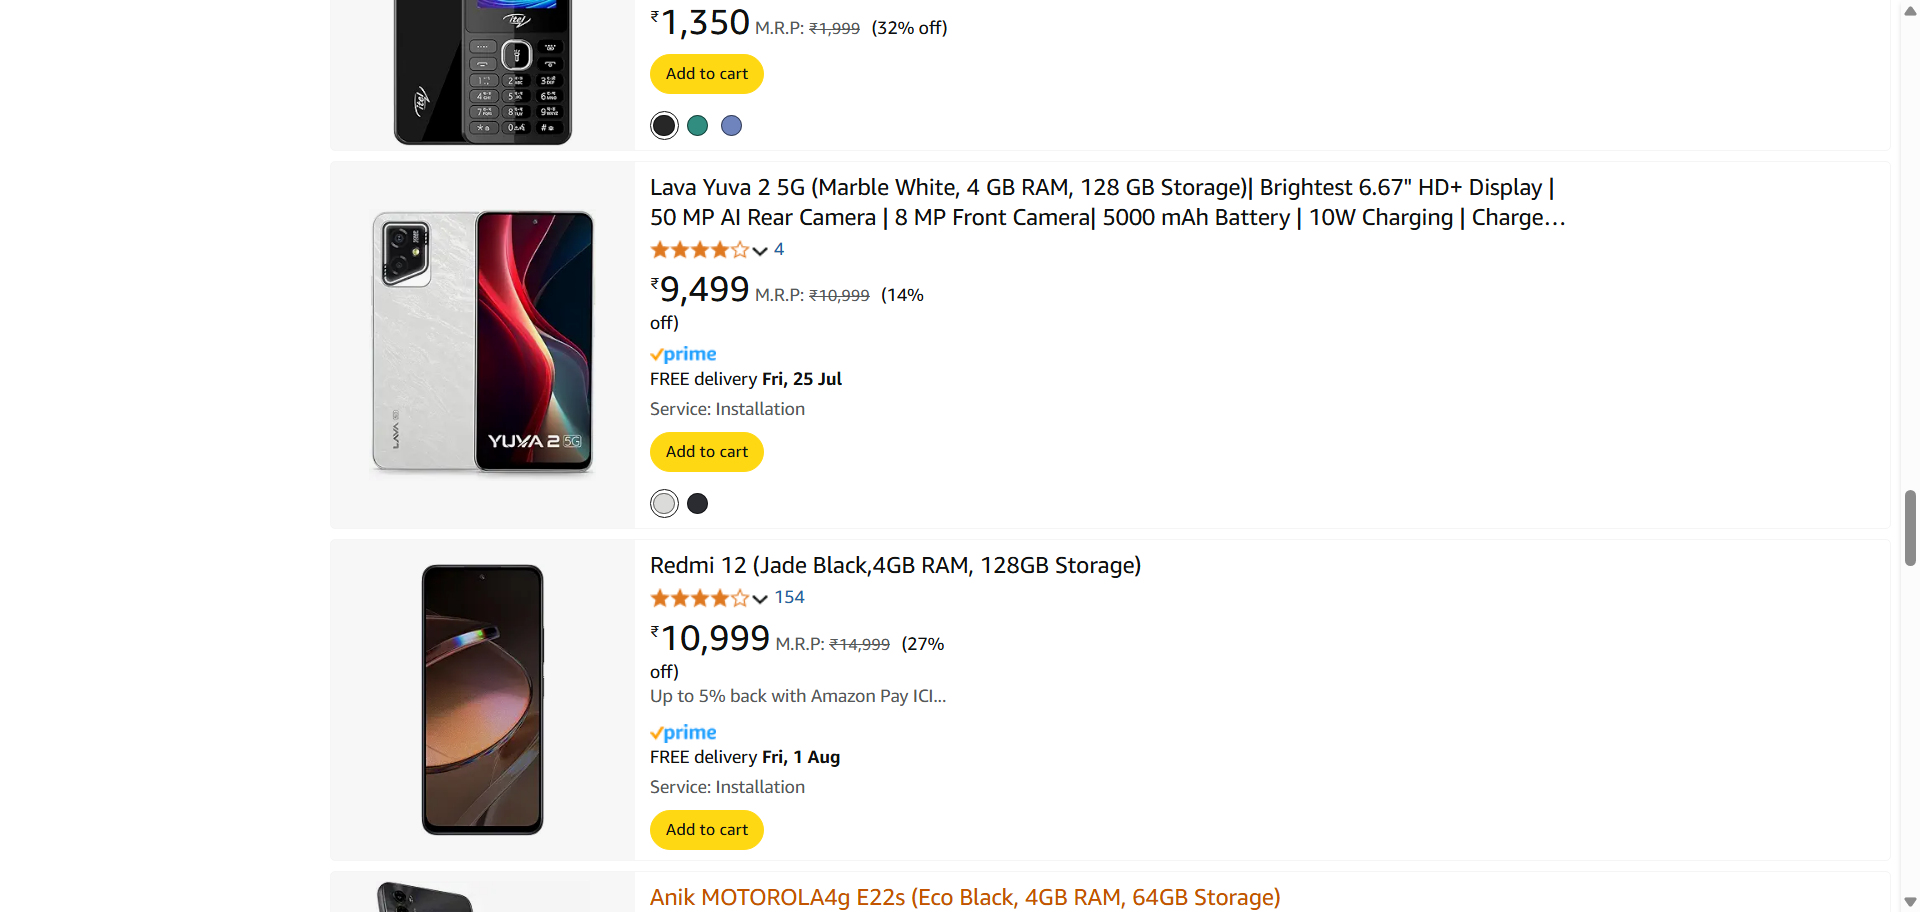 ₹1,350 M.R.P: ₹1,999 (32% off)
Add to cart
itel
itel
Lava Yuva 2 5G (Marble White, 4 GB RAM, 128 GB Storage)| Brightest 6.67" HD+ Display |
50 MP AI Rear Camera | 8 MP Front Camera| 5000 mAh Battery | 10W Charging | Charge…
4
₹9,499 M.R.P: ₹10,999 (14%
off)
prime
FREE delivery Fri, 25 Jul
Service: Installation
Add to cart
LAVA 5G
YUVA 2 5G
Redmi 12 (Jade Black,4GB RAM, 128GB Storage)
154
₹10,999 M.R.P: ₹14,999 (27%
off)
Up to 5% back with Amazon Pay ICI…
prime
FREE delivery Fri, 1 Aug
Service: Installation
Add to cart
Anik MOTOROLA4g E22s (Eco Black, 4GB RAM, 64GB Storage)